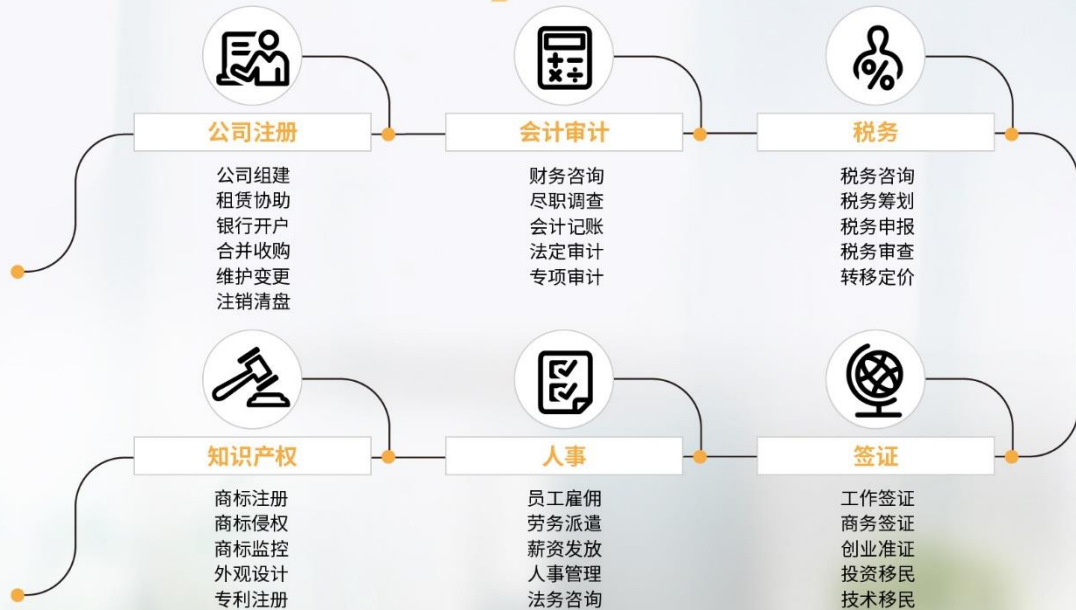 公司注册
公司组建
租赁协助
银行开户
合并收购
维护变更
注销清盘
会计审计
财务咨询
尽职调查
会计记账
法定审计
专项审计
税务
税务咨询
税务筹划
税务申报
税务审查
转移定价
知识产权
商标注册
商标侵权
商标监控
外观设计
专利注册
人事
员工雇佣
劳务派遣
薪资发放
人事管理
法务咨询
签证
工作签证
商务签证
创业准证
投资移民
技术移民